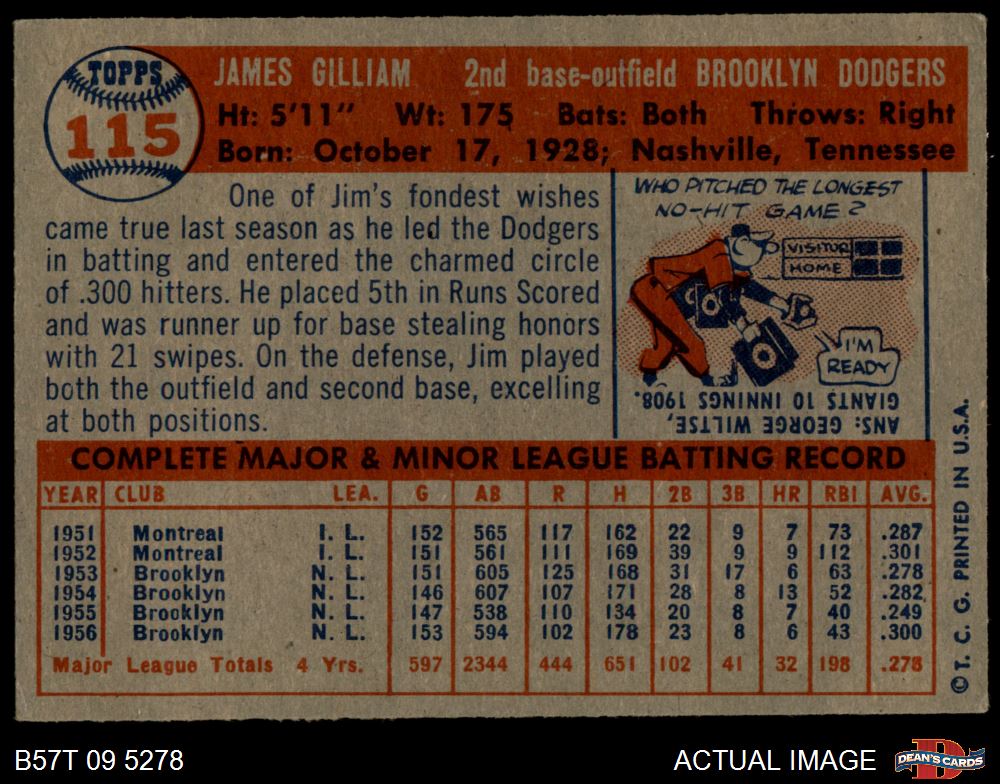 TOPPS
115
JAMES GILLIAM 2nd base-outfield BROOKLYN DODGERS
Ht: 5'11" Wt: 175 Bats: Both Throws: Right
Born: October 17, 1928; Nashville, Tennessee
One of Jim's fondest wishes
came true last season as he led the Dodgers
in batting and entered the charmed circle
of .300 hitters. He placed 5th in Runs Scored
and was runner up for base stealing honors
with 21 swipes. On the defense, Jim played
both the outfield and second base, excelling
at both positions.
WHO PITCHED THE LONGEST
NO-HIT GAME?
VISITOR
HOME
I'M
READY
ANS: GEORGE WILTSE,
GIANTS 10 INNINGS 1908.
COMPLETE MAJOR & MINOR LEAGUE BATTING RECORD
YEAR CLUB LEA. G AB R H 2B 3B HR RBI AVG.
1951 Montreal I. L. 152 565 117 162 22 9 7 73 .287
1952 Montreal I. L. 151 561 111 169 39 9 9 112 .301
1953 Brooklyn N. L. 151 605 125 168 31 17 6 63 .278
1954 Brooklyn N. L. 146 607 107 171 28 8 13 52 .282
1955 Brooklyn N. L. 147 538 110 134 20 8 7 40 .249
1956 Brooklyn N. L. 153 594 102 178 23 8 6 43 .300
Major League Totals 4 Yrs. 597 2344 444 651 102 41 32 198 .278
©T. C. G. PRINTED IN U.S.A.
B57T 09 5278
ACTUAL IMAGE
DEAN'S CARDS